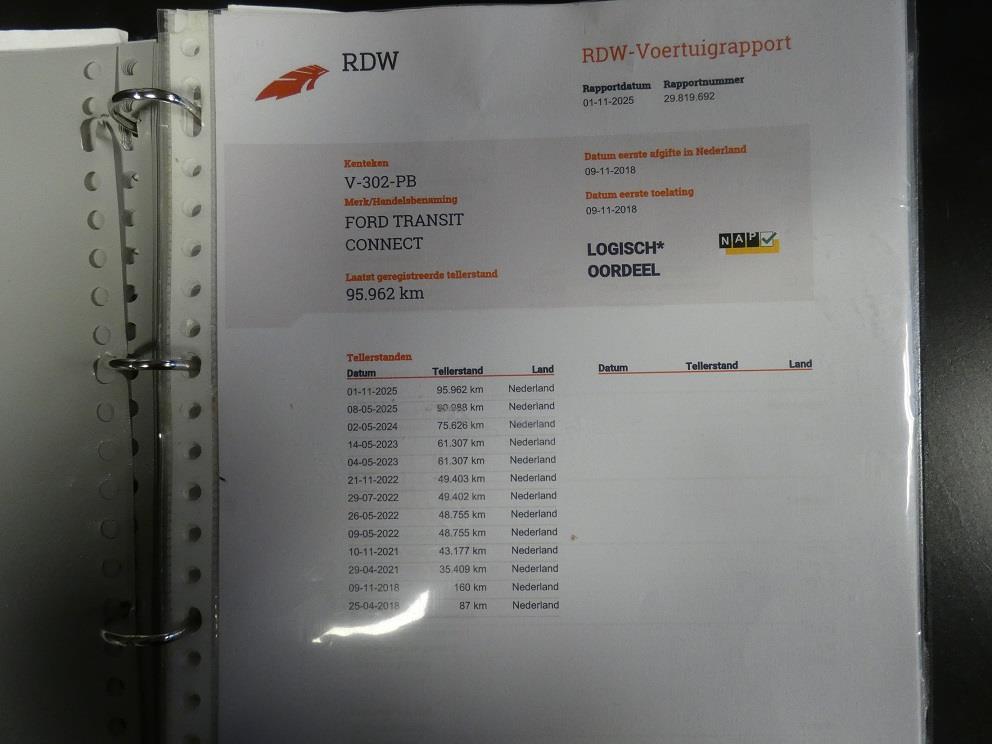 RDW
RDW-Voertuigrapport
Rapportdatum Rapportnummer
01-11-2025 29.819.692
Kenteken
V-302-PB
Merk/Handelsbenaming
FORD TRANSIT
CONNECT
Laatst geregistreerde tellerstand
95.962 km
Datum eerste afgifte in Nederland
09-11-2018
Datum eerste toelating
09-11-2018
LOGISCH*
OORDEEL
NAP
Tellerstanden
Datum Tellerstand Land
01-11-2025 95.962 km Nederland
08-05-2025 90.988 km Nederland
02-05-2024 75.626 km Nederland
14-05-2023 61.307 km Nederland
04-05-2023 61.307 km Nederland
21-11-2022 49.403 km Nederland
29-07-2022 49.402 km Nederland
26-05-2022 48.755 km Nederland
09-05-2022 48.755 km Nederland
10-11-2021 43.177 km Nederland
29-04-2021 35.409 km Nederland
09-11-2018 160 km Nederland
25-04-2018 87 km Nederland
Datum Tellerstand Land